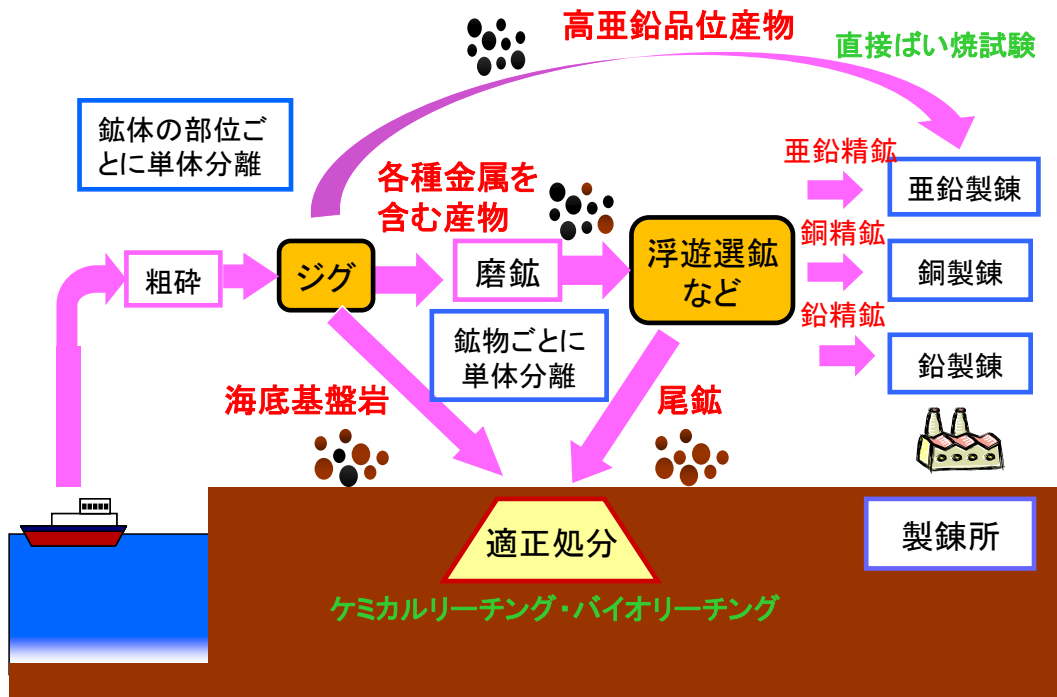 高亜鉛品位産物
直接ばい焼試験
鉱体の部位ご
とに単体分離
各種金属を
含む産物
亜鉛精鉱
亜鉛製錬
粗砕
ジグ
磨鉱
浮遊選鉱
など
銅精鉱
銅製錬
鉱物ごとに
単体分離
鉛精鉱
鉛製錬
海底基盤岩
尾鉱
適正処分
製錬所
ケミカルリーチング・バイオリーチング